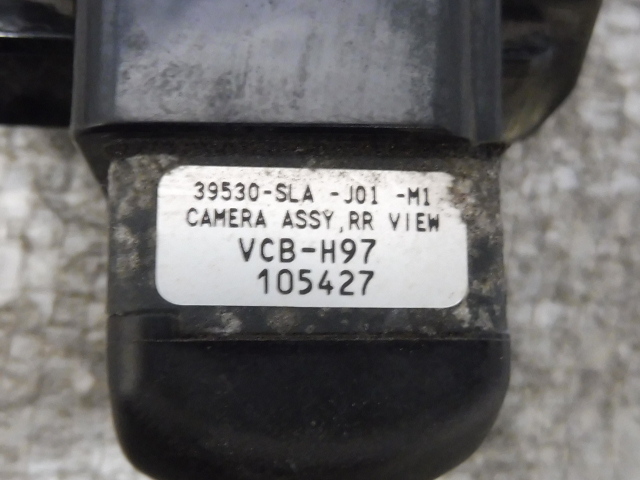 39530-SLA -J01 -M1
CAMERA ASSY,RR VIEW
VCB-H97
105427